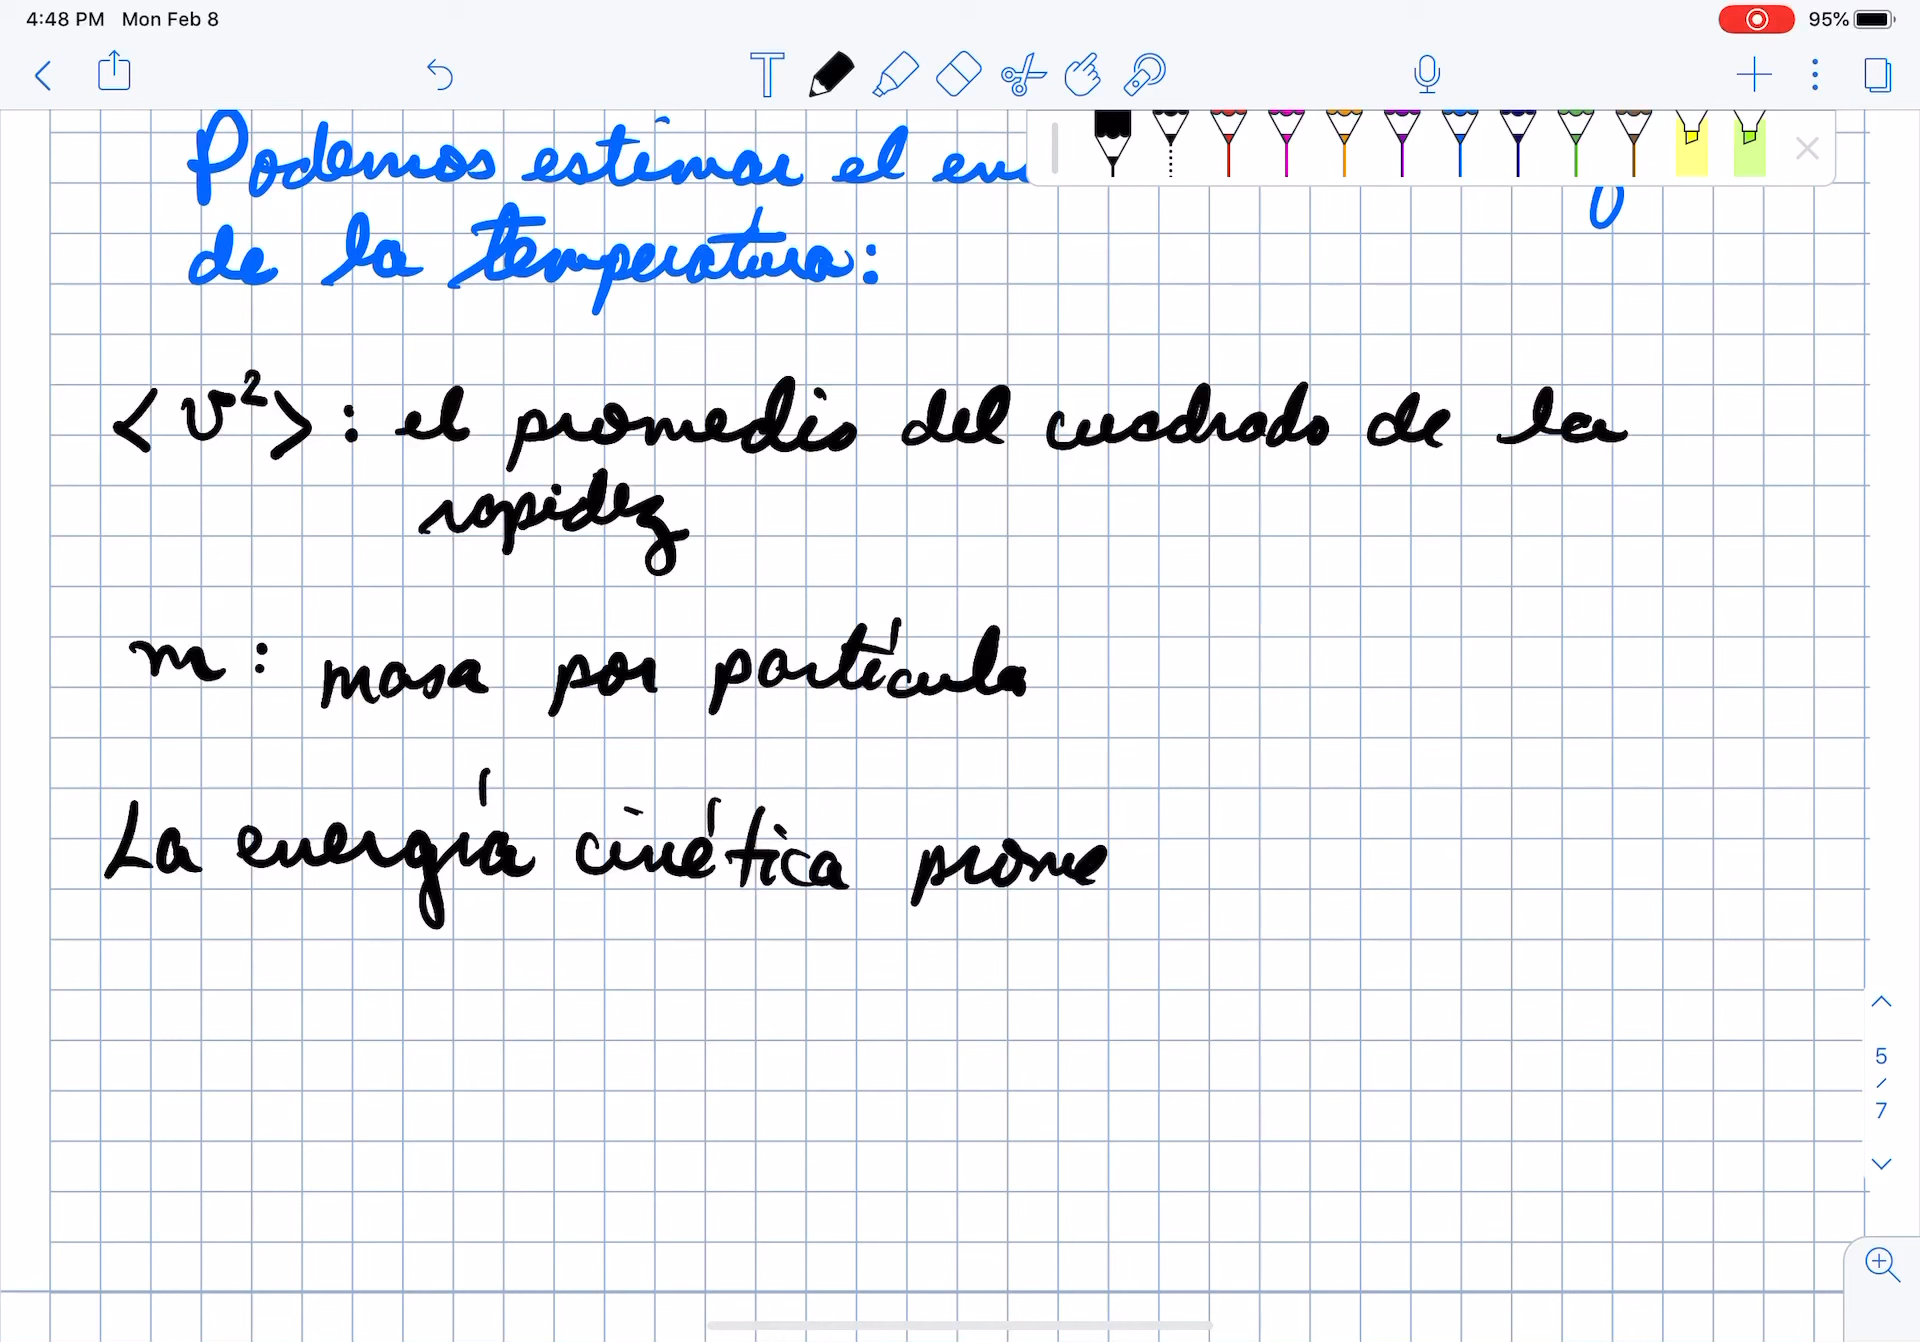 4:48 PM Mon Feb 8
95%
Podemos estimar el
de la temperatura:
<v²> : el promedio del cuadrado de la
rapidez
m : masa por partícula
La energía cinética prome
5
/
7